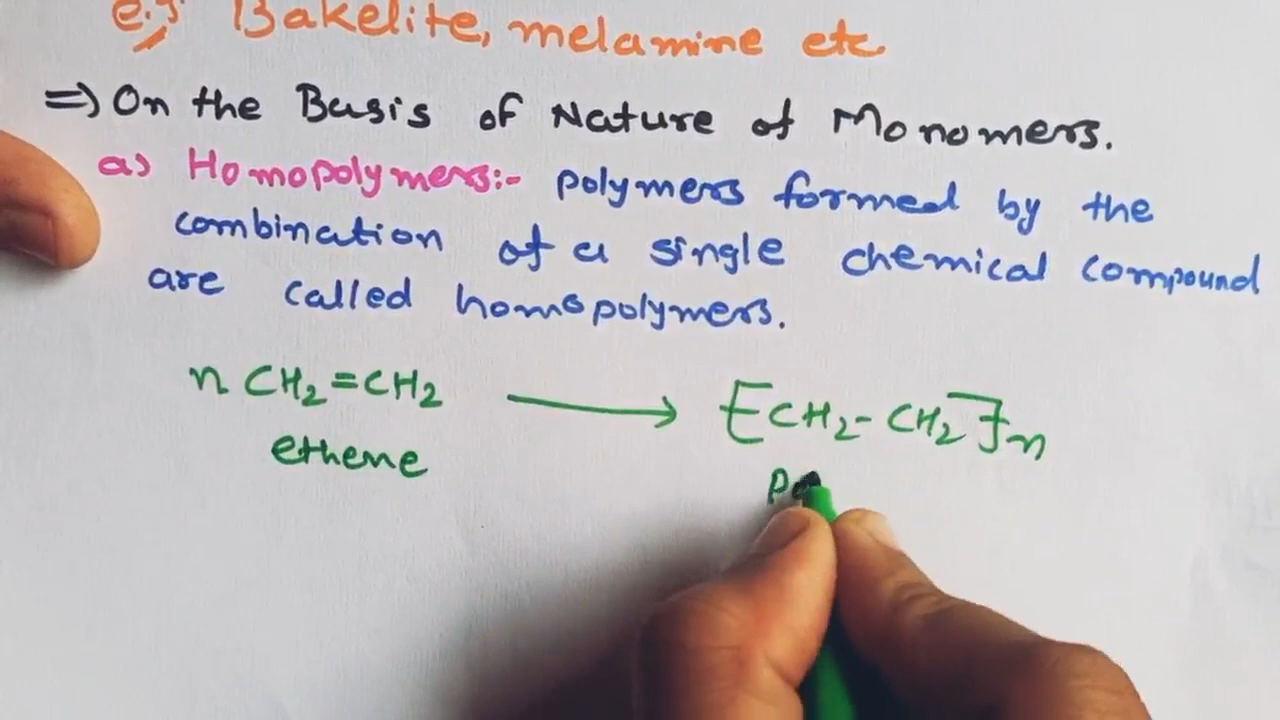 e.g Bakelite, melamine etc.
=> On the Basis of Nature of Monomers.
a) Homopolymers:- polymers formed by the
combination of a single chemical compound
are called homopolymers.
n CH2=CH2 → [CH2-CH2]n
ethene